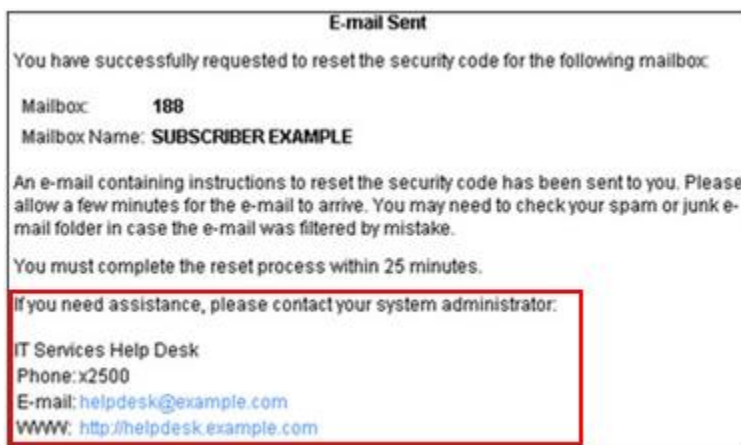 E-mail Sent
You have successfully requested to reset the security code for the following mailbox:
Mailbox: 188
Mailbox Name: SUBSCRIBER EXAMPLE
An e-mail containing instructions to reset the security code has been sent to you. Please
allow a few minutes for the e-mail to arrive. You may need to check your spam or junk e-
mail folder in case the e-mail was filtered by mistake.
You must complete the reset process within 25 minutes.
If you need assistance, please contact your system administrator:
IT Services Help Desk
Phone: x2500
E-mail: helpdesk@example.com
WWW: http://helpdesk.example.com